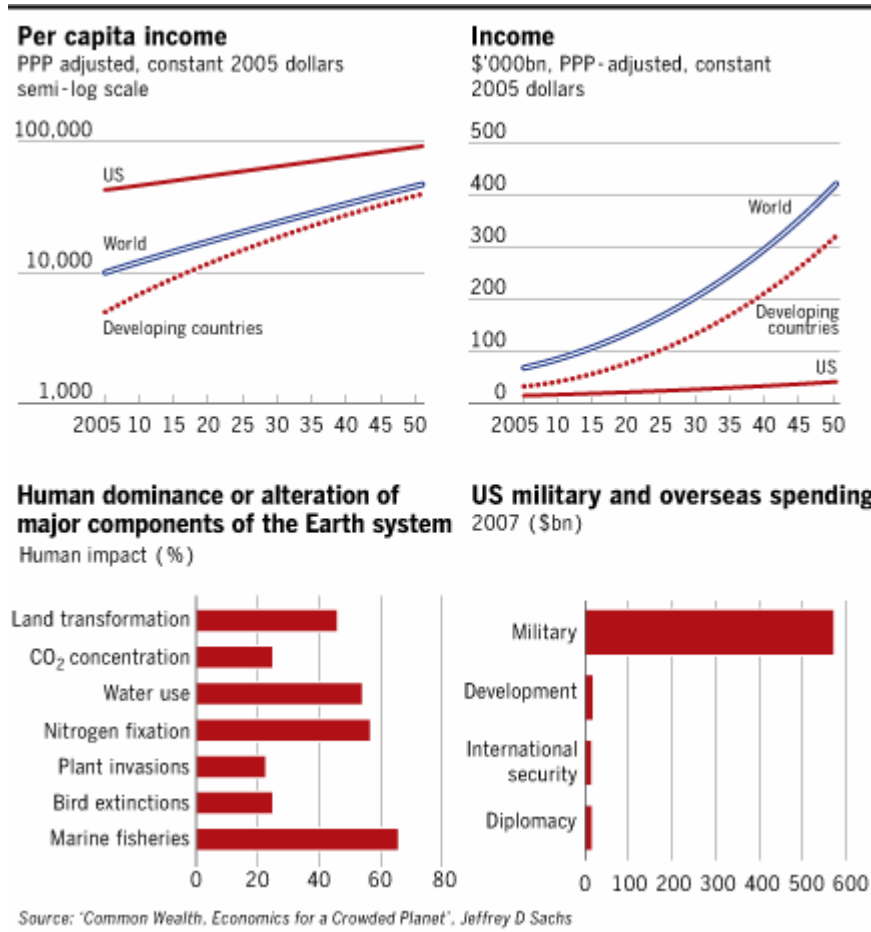 Per capita income
PPP adjusted, constant 2005 dollars
semi-log scale
100,000
US
World
10,000
Developing countries
1,000
2005 10 15 20 25 30 35 40 45 50
Income
$'000bn, PPP-adjusted, constant
2005 dollars
500
400
World
300
200
Developing
countries
100
US
0
2005 10 15 20 25 30 35 40 45 50
Human dominance or alteration of
major components of the Earth system
Human impact (%)
Land transformation
CO₂ concentration
Water use
Nitrogen fixation
Plant invasions
Bird extinctions
Marine fisheries
0 20 40 60 80
US military and overseas spending
2007 ($bn)
Military
Development
International
security
Diplomacy
0 100 200 300 400 500 600
Source: 'Common Wealth. Economics for a Crowded Planet'. Jeffrey D Sachs